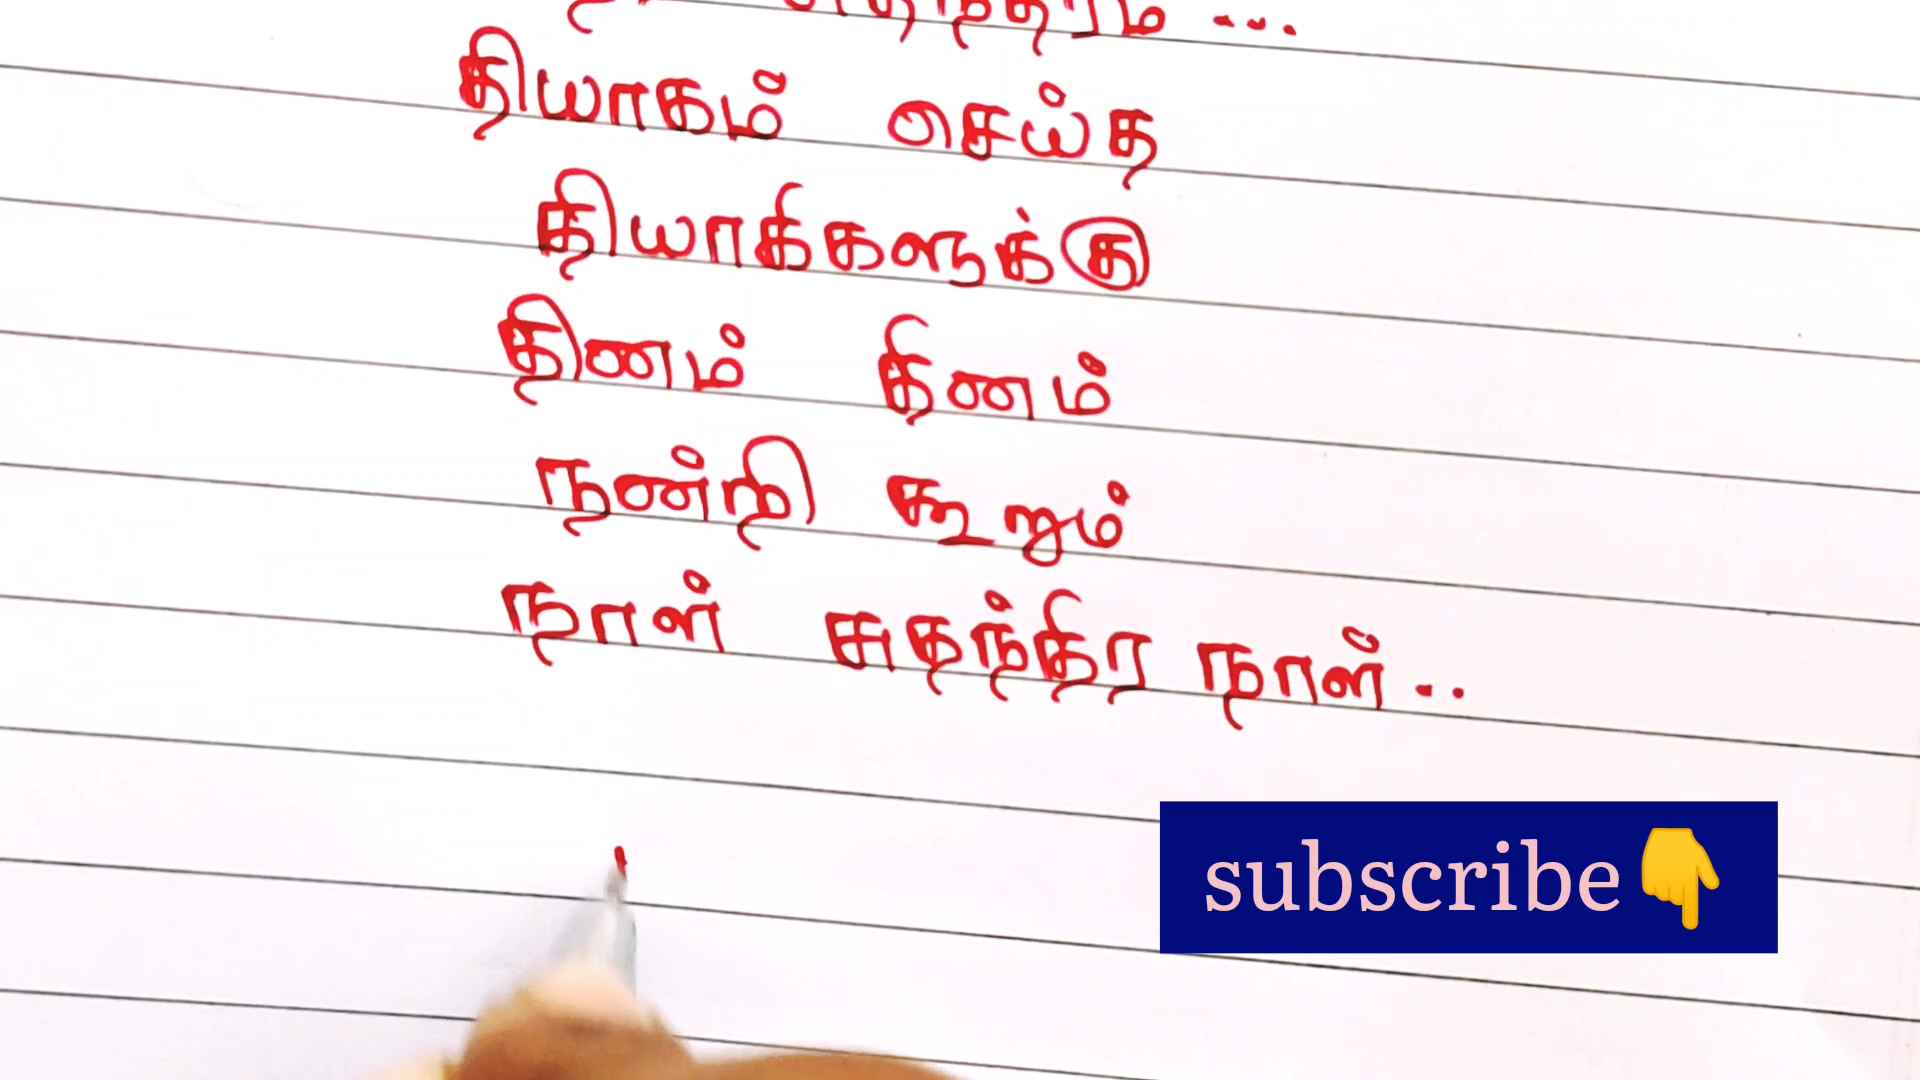 தியாகம் செய்த
தியாகிகளுக்கு
தினம் தினம்
நன்றி கூறும்
நாள் சுதந்திர நாள்..
subscribe👇